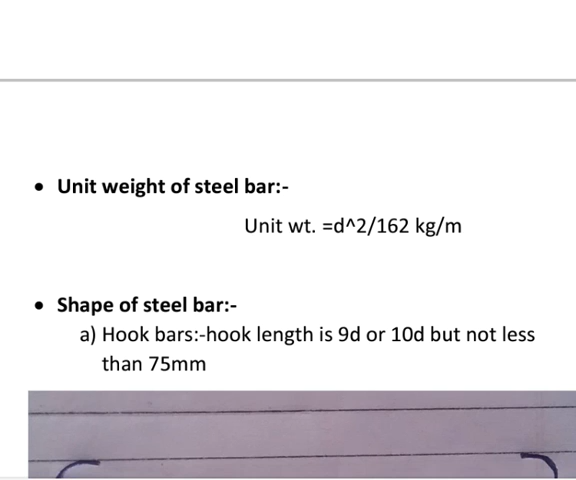 • Unit weight of steel bar:-
Unit wt. =d^2/162 kg/m
• Shape of steel bar:-
a) Hook bars:-hook length is 9d or 10d but not less
than 75mm